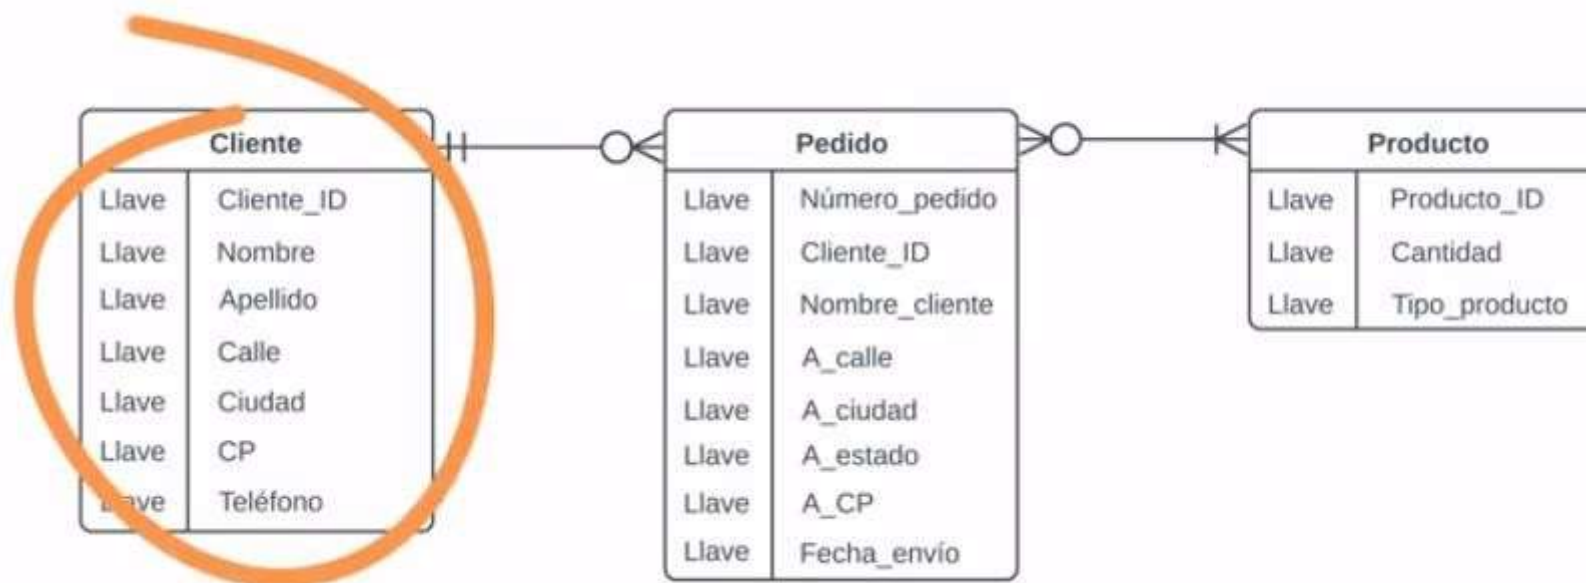 Cliente
Llave Cliente_ID
Llave Nombre
Llave Apellido
Llave Calle
Llave Ciudad
Llave CP
Teléfono
Pedido
Llave Número_pedido
Llave Cliente_ID
Llave Nombre_cliente
Llave A_calle
Llave A_ciudad
Llave A_estado
Llave A_CP
Llave Fecha_envío
Producto
Llave Producto_ID
Llave Cantidad
Llave Tipo_producto